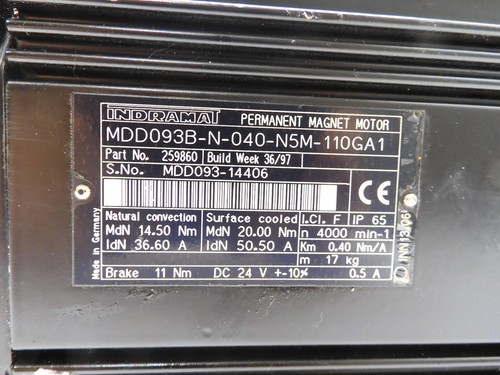 INDRAMAT PERMANENT MAGNET MOTOR
MDD093B-N-040-N5M-110GA1
Part No. 259860 Build Week 36/97
S.No. MDD093-14406
CE
Natural convection Surface cooled I.Cl. F IP 65
MdN 14.50 Nm MdN 20.00 Nm n 4000 min-1
IdN 36.60 A IdN 50.50 A Km 0.40 Nm/A
m 17 kg
Brake 11 Nm DC 24 V +-10% 0.5 A
Made in Germany